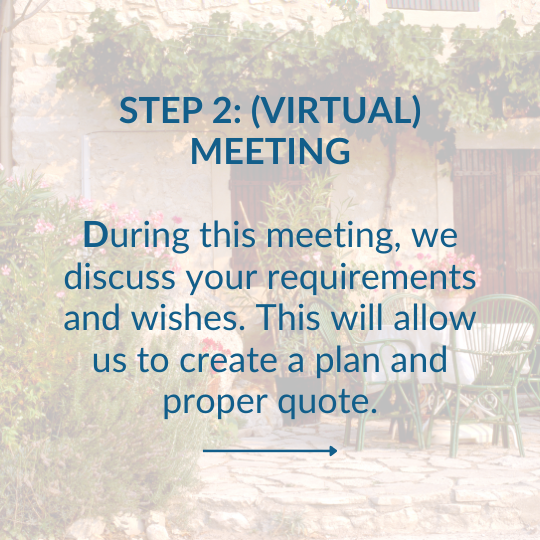 STEP 2: (VIRTUAL)
MEETING
During this meeting, we
discuss your requirements
and wishes. This will allow
us to create a plan and
proper quote.